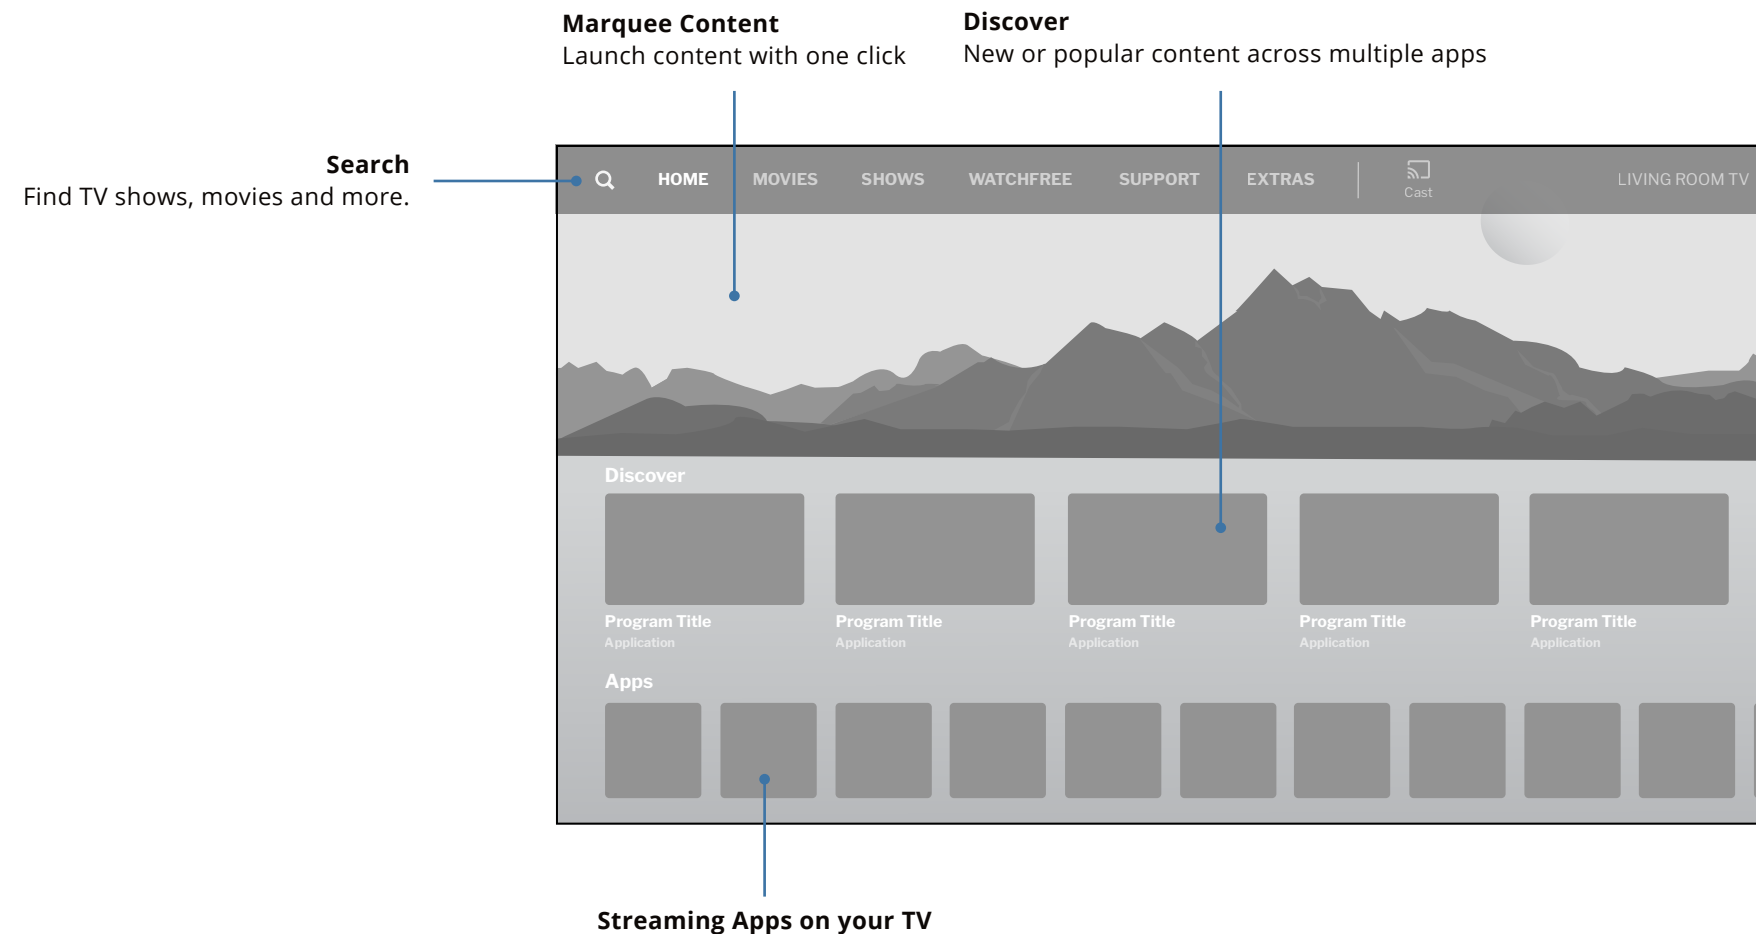 Marquee Content
Launch content with one click
Discover
New or popular content across multiple apps
Search
Find TV shows, movies and more.
HOME MOVIES SHOWS WATCHFREE SUPPORT EXTRAS Cast LIVING ROOM TV
Discover
Program Title Program Title Program Title Program Title Program Title
Application Application Application Application Application
Apps
Streaming Apps on your TV